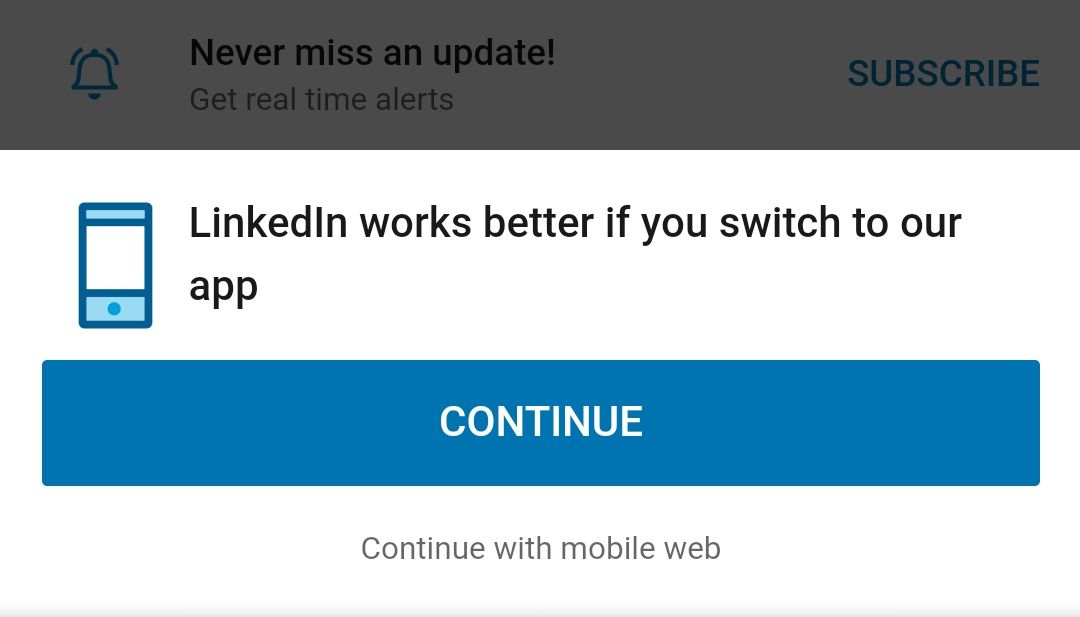 Never miss an update!
Get real time alerts
SUBSCRIBE
LinkedIn works better if you switch to our
app
CONTINUE
Continue with mobile web